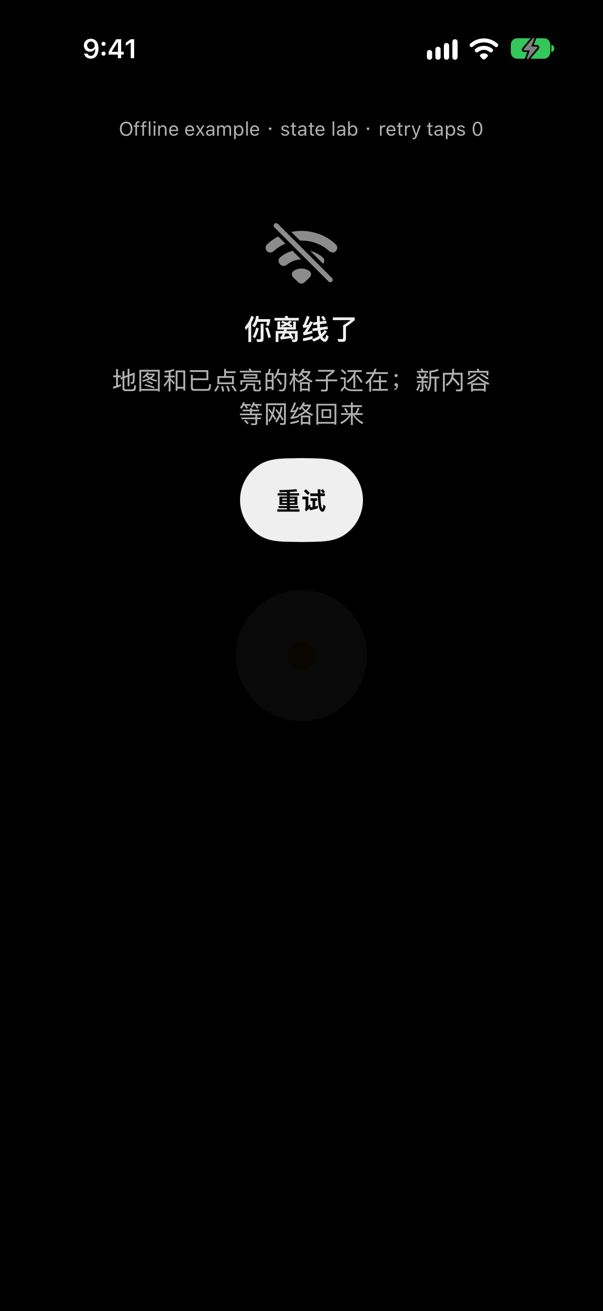 9:41
Offline example · state lab · retry taps 0
你离线了
地图和已点亮的格子还在；新内容
等网络回来
重试